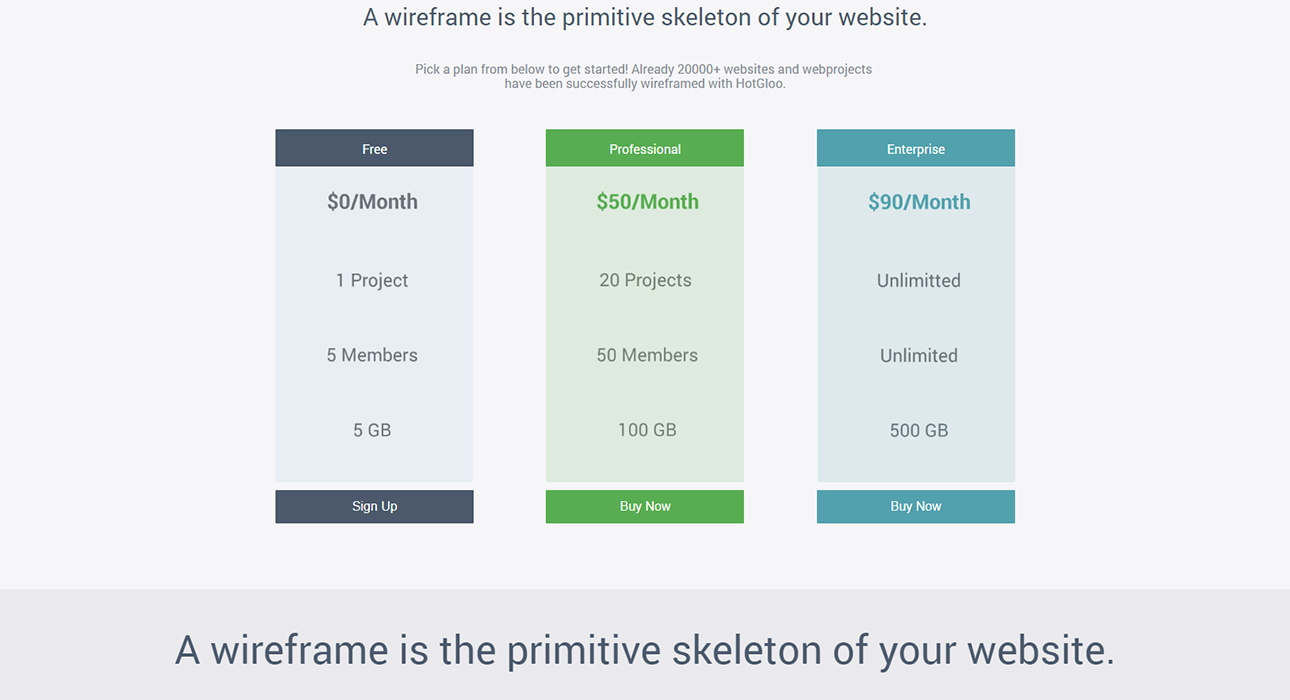 A wireframe is the primitive skeleton of your website.
Pick a plan from below to get started! Already 20000+ websites and webprojects
have been successfully wireframed with HotGloo.
Free
$0/Month
1 Project
5 Members
5 GB
Sign Up
Professional
$50/Month
20 Projects
50 Members
100 GB
Buy Now
Enterprise
$90/Month
Unlimitted
Unlimited
500 GB
Buy Now
A wireframe is the primitive skeleton of your website.